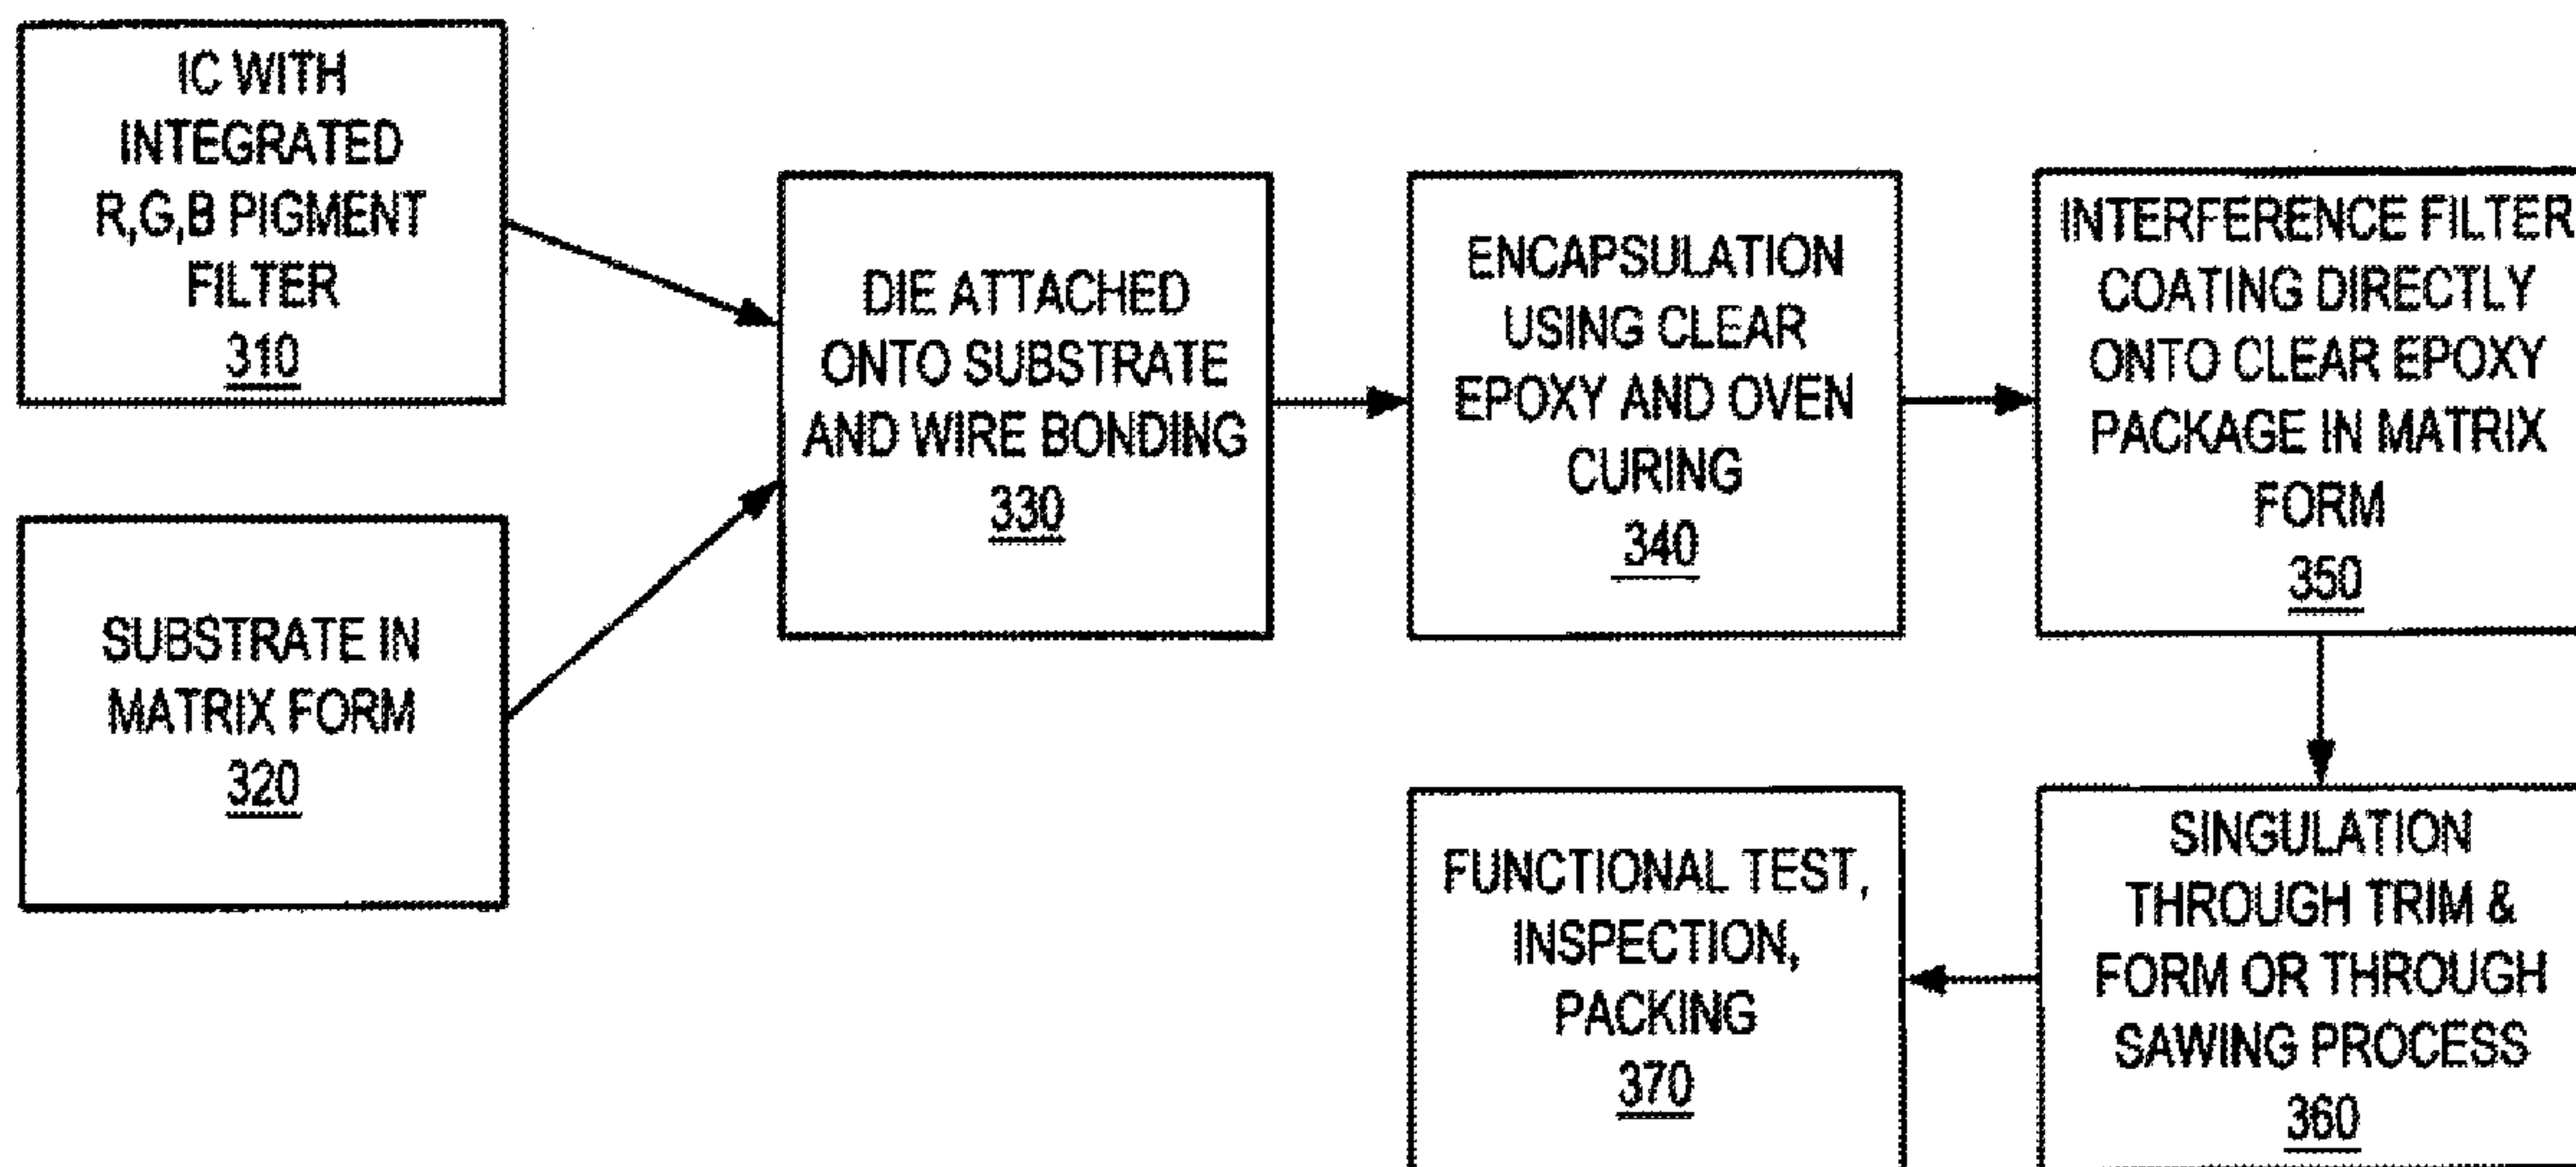 IC WITH
INTEGRATED
R,G,B PIGMENT
FILTER
310
SUBSTRATE IN
MATRIX FORM
320
DIE ATTACHED
ONTO SUBSTRATE
AND WIRE BONDING
330
ENCAPSULATION
USING CLEAR
EPOXY AND OVEN
CURING
340
INTERFERENCE FILTER
COATING DIRECTLY
ONTO CLEAR EPOXY
PACKAGE IN MATRIX
FORM
350
SINGULATION
THROUGH TRIM &
FORM OR THROUGH
SAWING PROCESS
360
FUNCTIONAL TEST,
INSPECTION,
PACKING
370